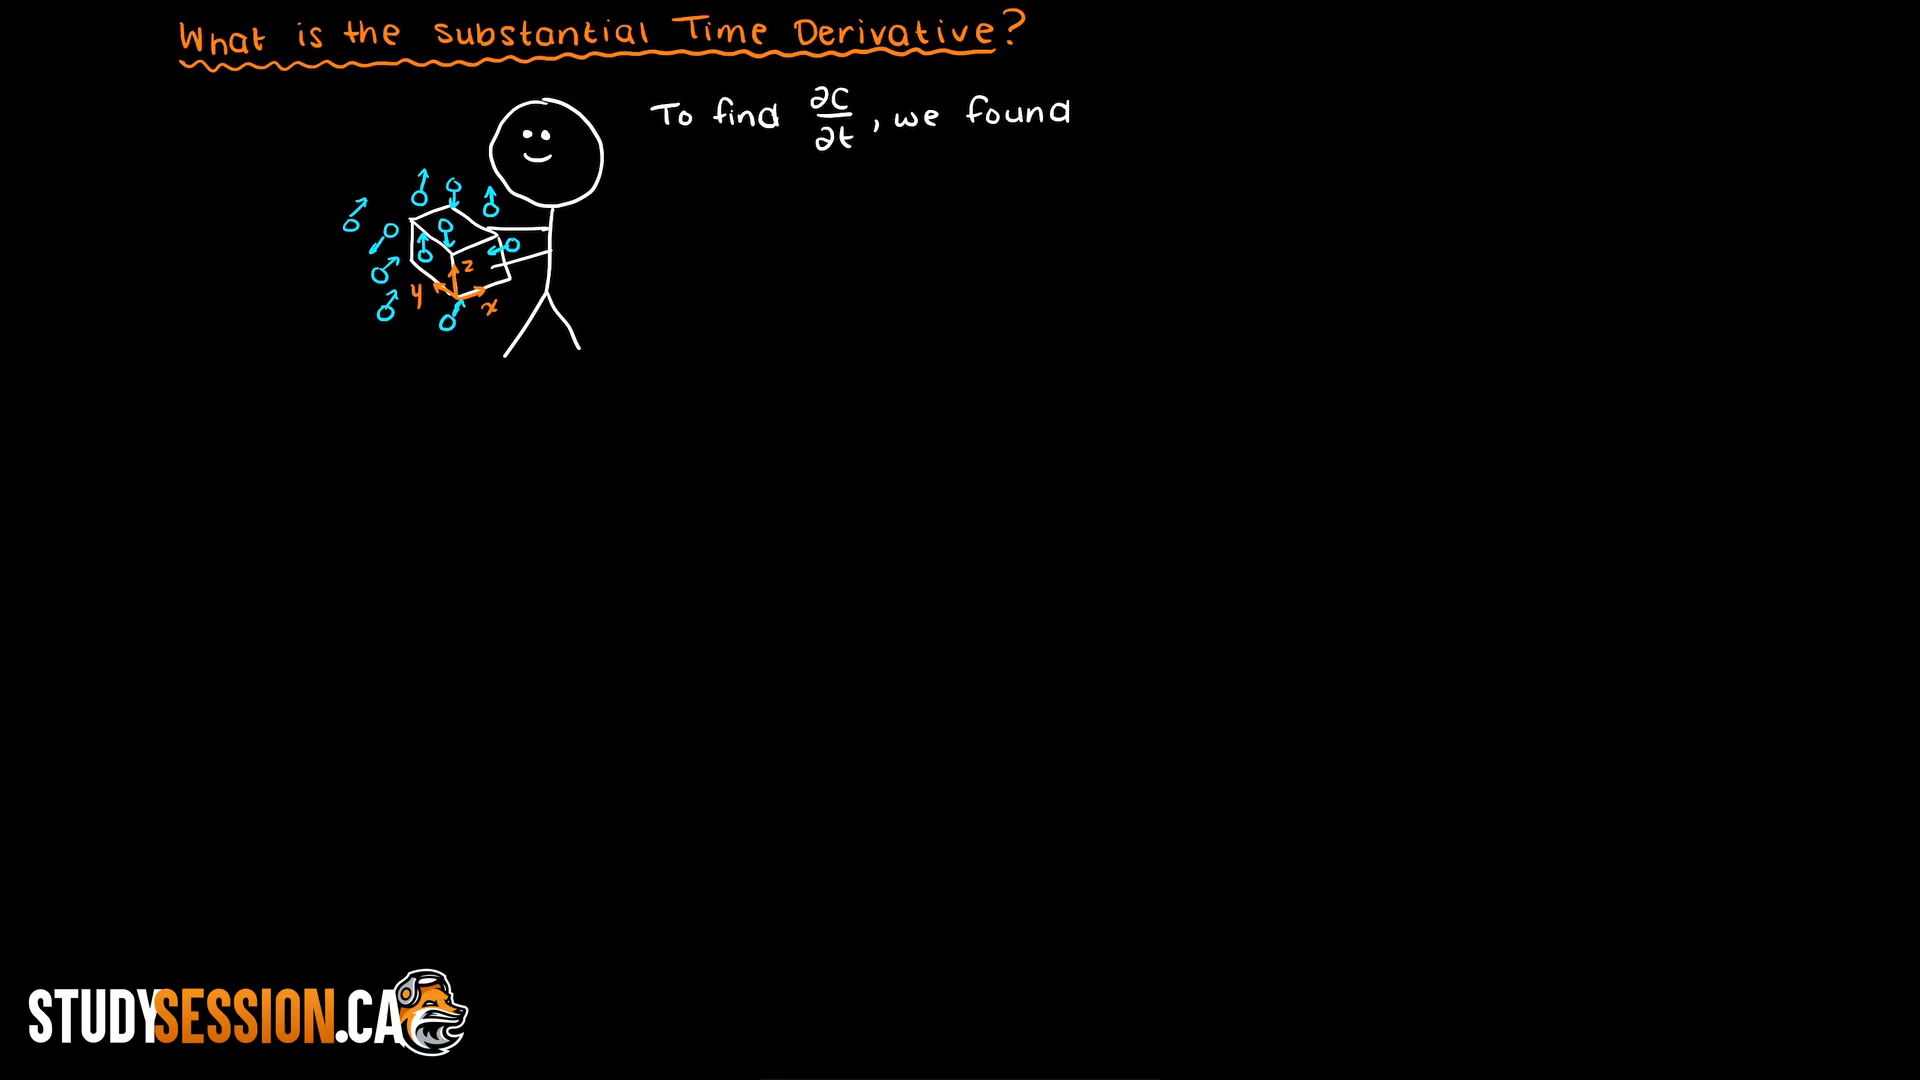 What is the substantial Time Derivative?
To find ∂C/∂t, we found
z
y
x
STUDYSESSION.CA